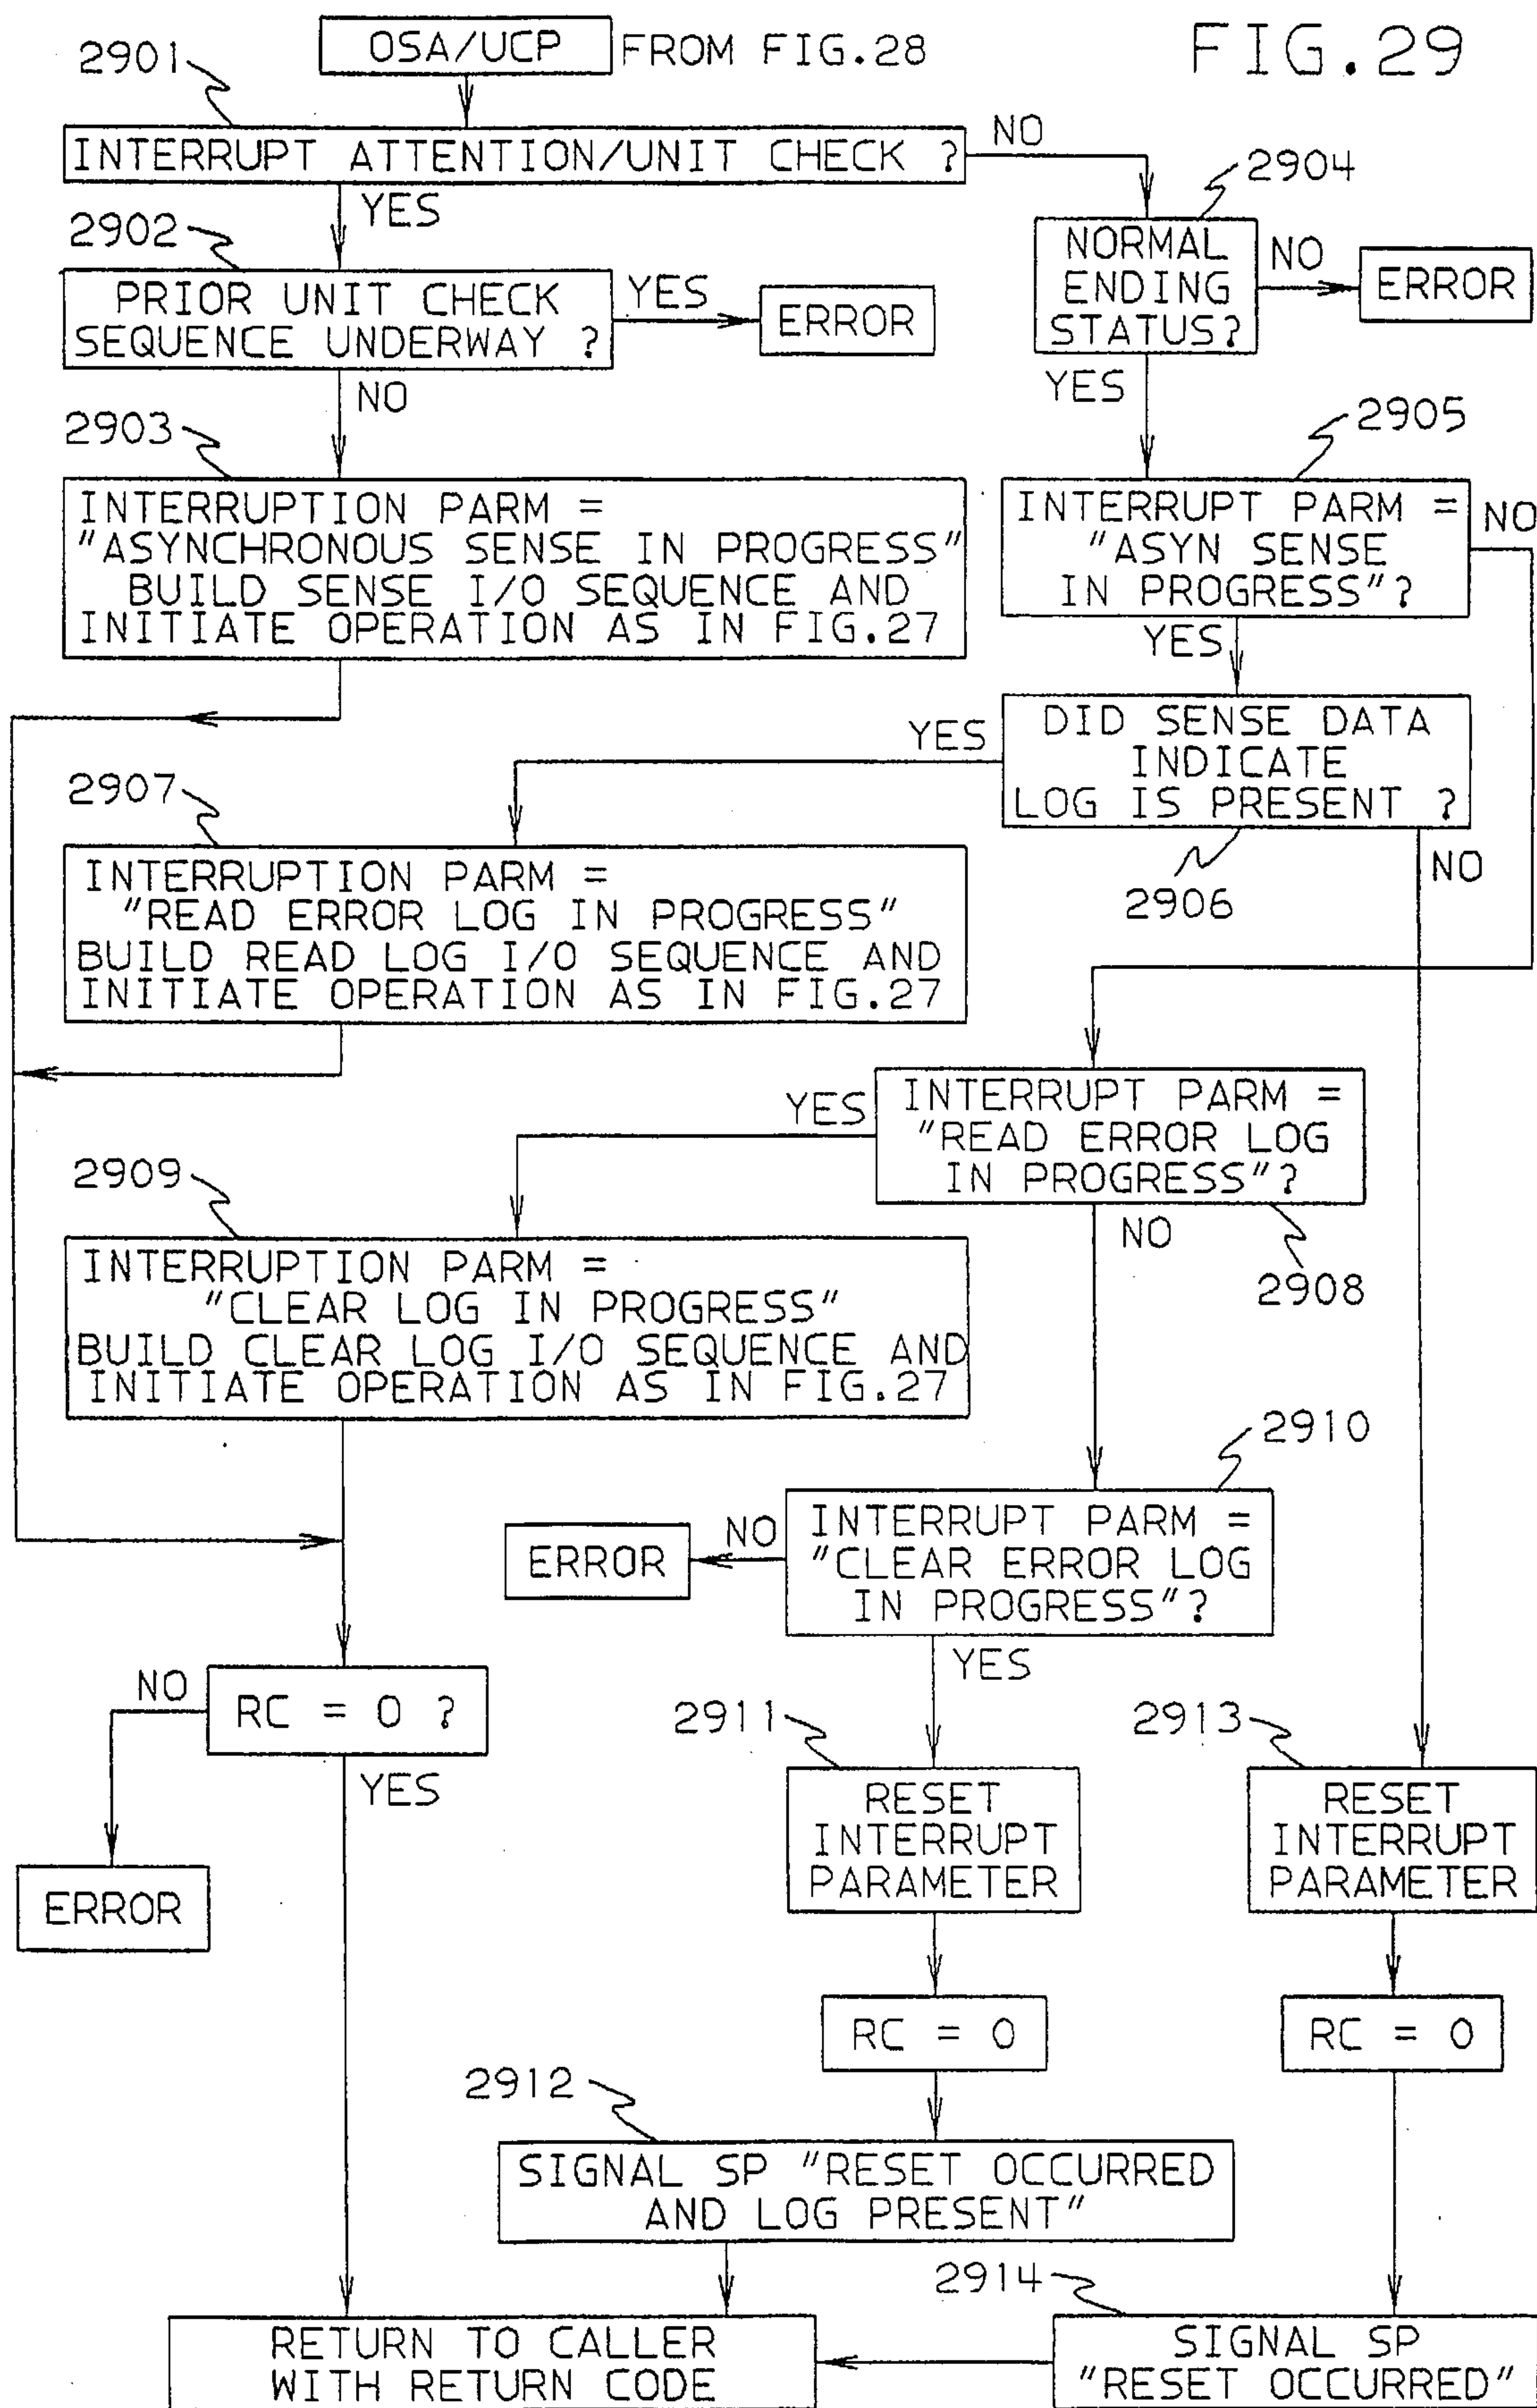 FIG.29
OSA/UCP
FROM FIG.28
2901
INTERRUPT ATTENTION/UNIT CHECK ?
NO
YES
2904
2902
NORMAL
ENDING
STATUS?
NO
ERROR
PRIOR UNIT CHECK
SEQUENCE UNDERWAY ?
YES
ERROR
YES
NO
2903
2905
INTERRUPTION PARM =
"ASYNCHRONOUS SENSE IN PROGRESS"
BUILD SENSE I/O SEQUENCE AND
INITIATE OPERATION AS IN FIG.27
INTERRUPT PARM =
"ASYN SENSE
IN PROGRESS"?
NO
YES
DID SENSE DATA
INDICATE
LOG IS PRESENT ?
YES
2907
NO
2906
INTERRUPTION PARM =
"READ ERROR LOG IN PROGRESS"
BUILD READ LOG I/O SEQUENCE AND
INITIATE OPERATION AS IN FIG.27
INTERRUPT PARM =
"READ ERROR LOG
IN PROGRESS"?
YES
2909
NO
2908
INTERRUPTION PARM =
"CLEAR LOG IN PROGRESS"
BUILD CLEAR LOG I/O SEQUENCE AND
INITIATE OPERATION AS IN FIG.27
2910
INTERRUPT PARM =
"CLEAR ERROR LOG
IN PROGRESS"?
NO
ERROR
YES
RC = 0 ?
NO
YES
ERROR
2911
2913
RESET
INTERRUPT
PARAMETER
RESET
INTERRUPT
PARAMETER
RC = 0
RC = 0
2912
SIGNAL SP "RESET OCCURRED
AND LOG PRESENT"
2914
RETURN TO CALLER
WITH RETURN CODE
SIGNAL SP
"RESET OCCURRED"